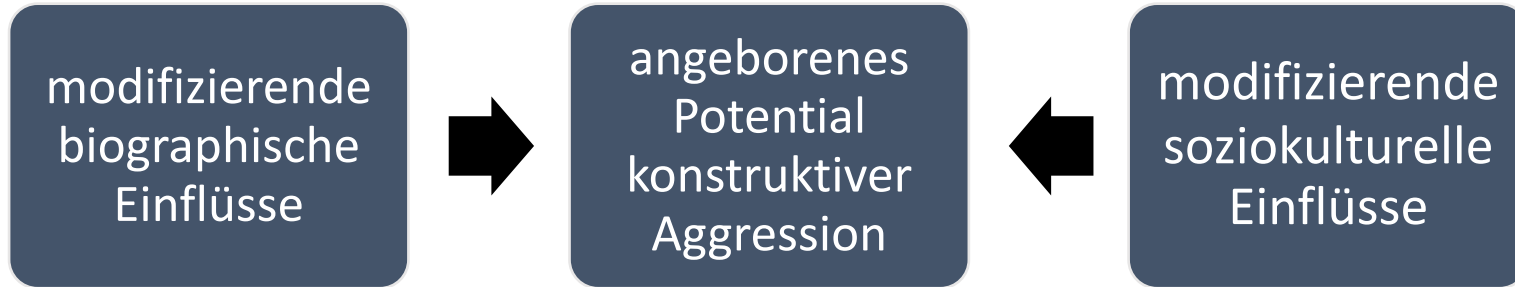 modifizierende
biographische
Einflüsse
angeborenes
Potential
konstruktiver
Aggression
modifizierende
soziokulturelle
Einflüsse